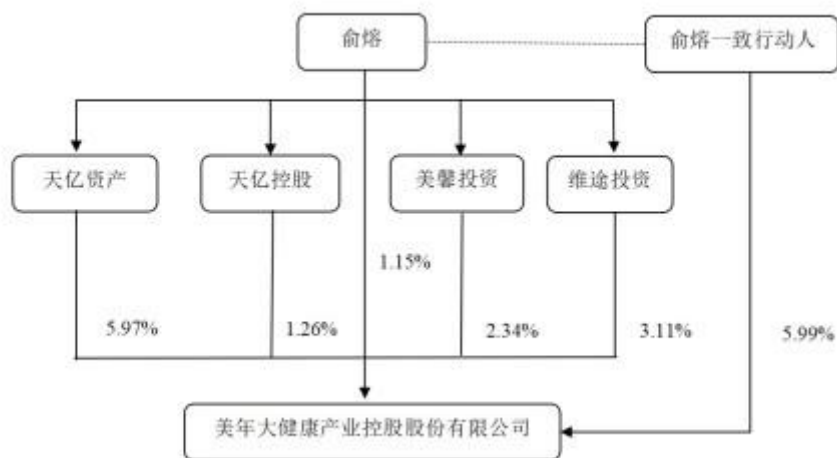 俞熔
俞熔一致行动人
天亿资产
天亿控股
美馨投资
维途投资
1.15%
5.97%
1.26%
2.34%
3.11%
5.99%
美年大健康产业控股股份有限公司